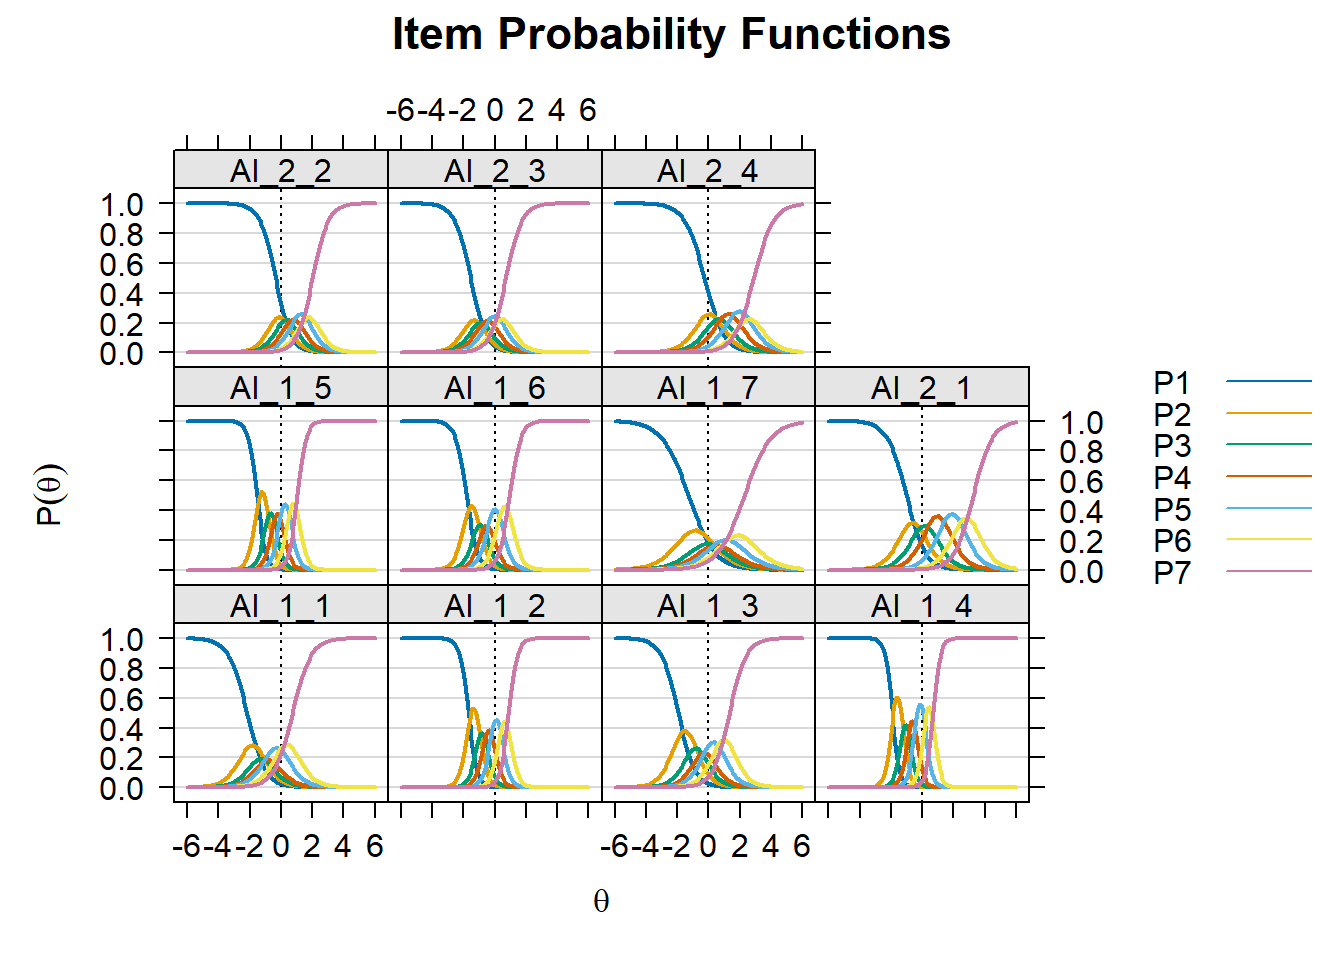 Item Probability Functions
-6 -4 -2 0 2 4 6
AI_2_2 AI_2_3 AI_2_4
1.0
0.8
0.6
0.4
0.2
0.0
AI_1_5 AI_1_6 AI_1_7 AI_2_1
1.0
0.8
0.6
0.4
0.2
0.0
P1
P2
P3
P4
P5
P6
P7
P(θ)
AI_1_1 AI_1_2 AI_1_3 AI_1_4
1.0
0.8
0.6
0.4
0.2
0.0
-6 -4 -2 0 2 4 6 -6 -4 -2 0 2 4 6
θ